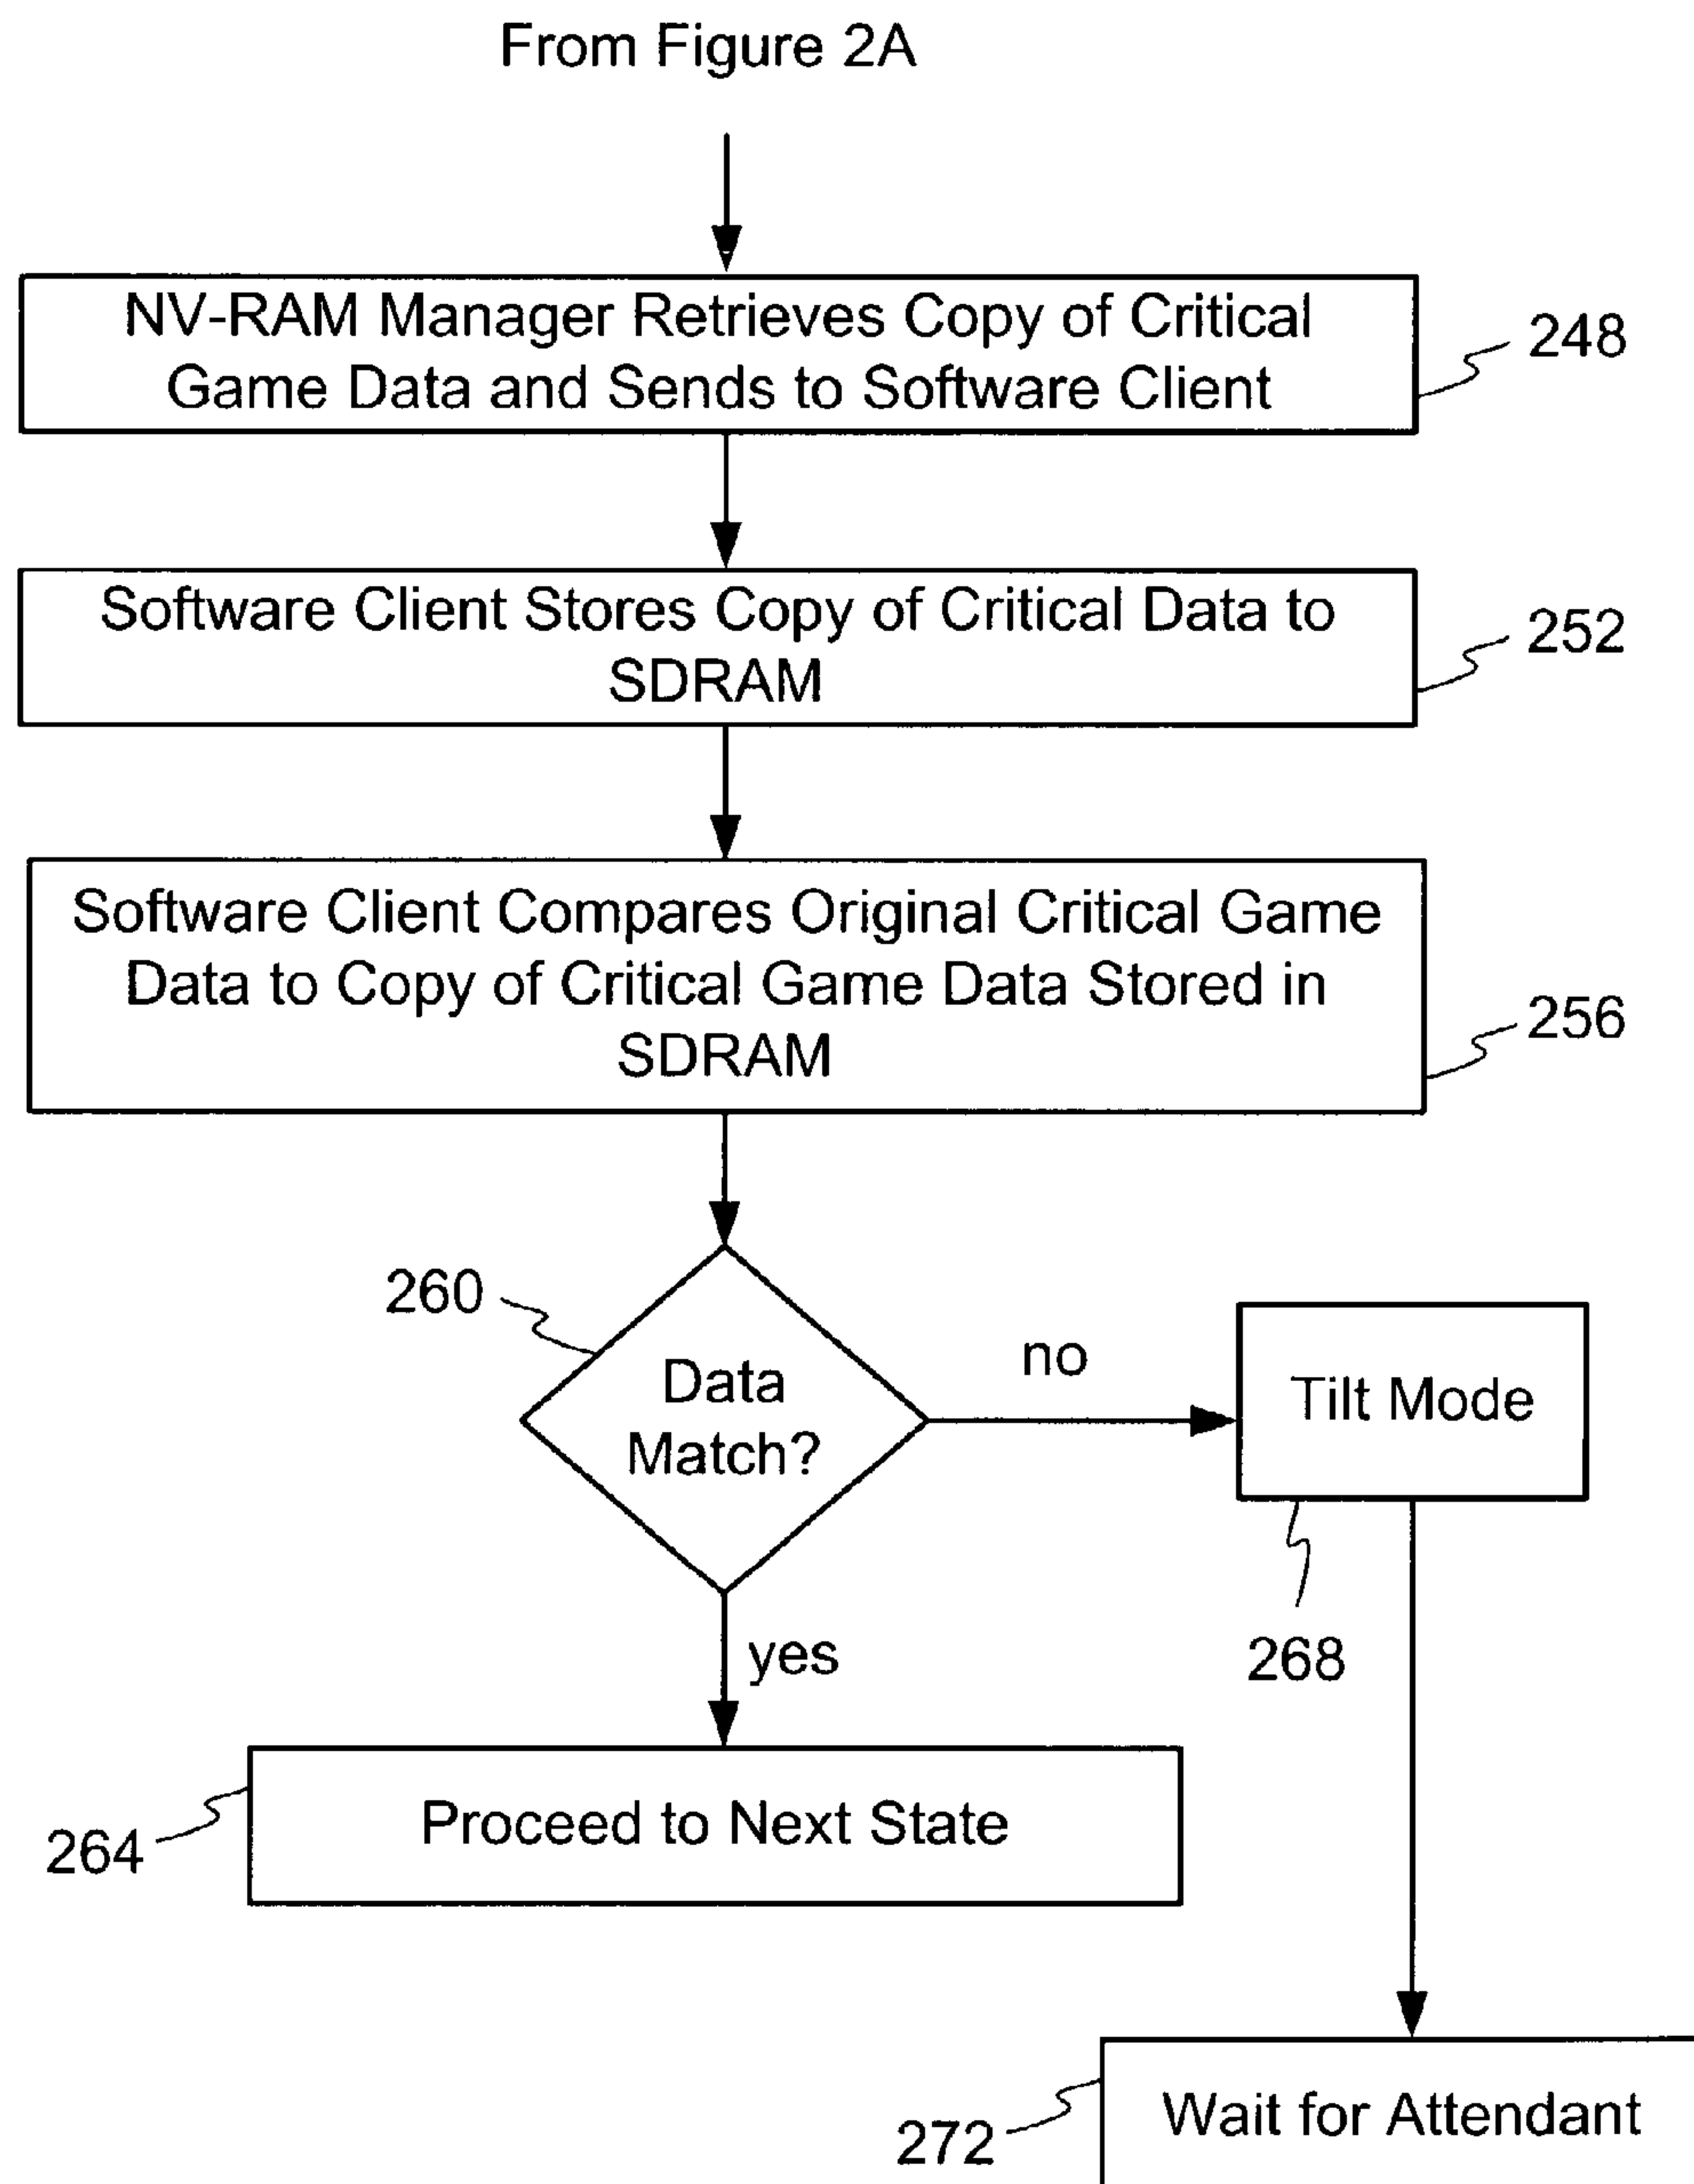 From Figure 2A
NV-RAM Manager Retrieves Copy of Critical
Game Data and Sends to Software Client
248
Software Client Stores Copy of Critical Data to
SDRAM
252
Software Client Compares Original Critical Game
Data to Copy of Critical Game Data Stored in
SDRAM
256
260
Data
Match?
no
Tilt Mode
268
yes
Proceed to Next State
264
Wait for Attendant
272